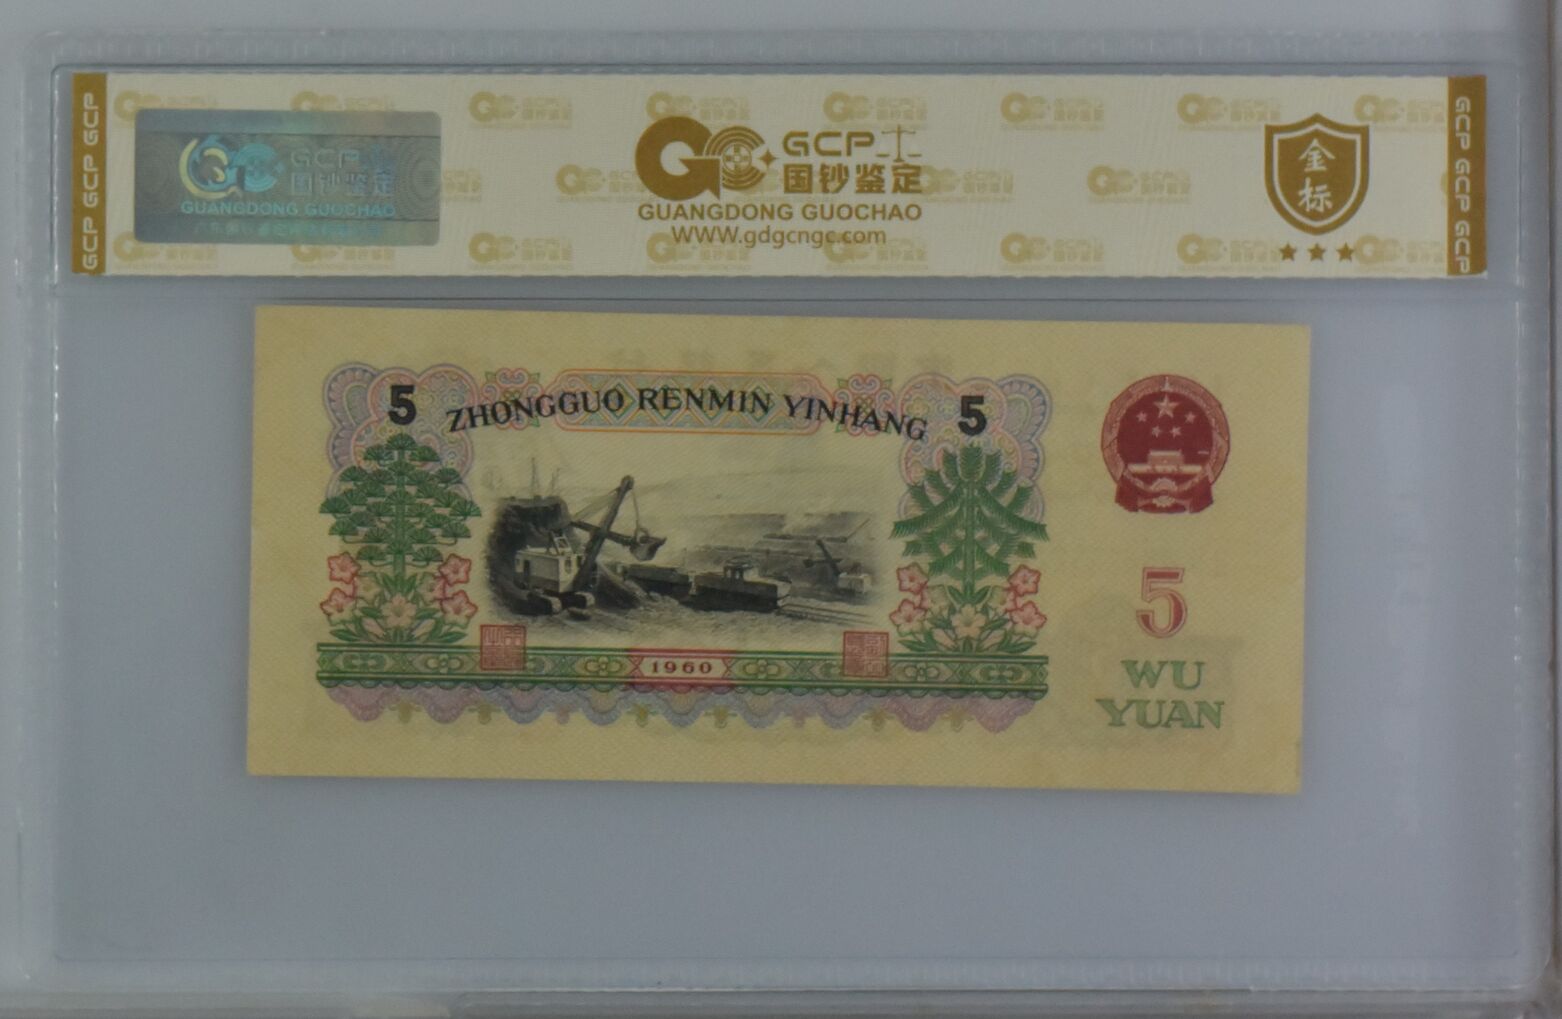 GCP GCP GCP
GCP
国钞鉴定
GUANGDONG GUOCHAO
GCP
国钞鉴定
GUANGDONG GUOCHAO
WWW.gdgcngc.com
金标
GCP GCP GCP
5 ZHONGGUO RENMIN YINHANG 5
1960
5
WU
YUAN